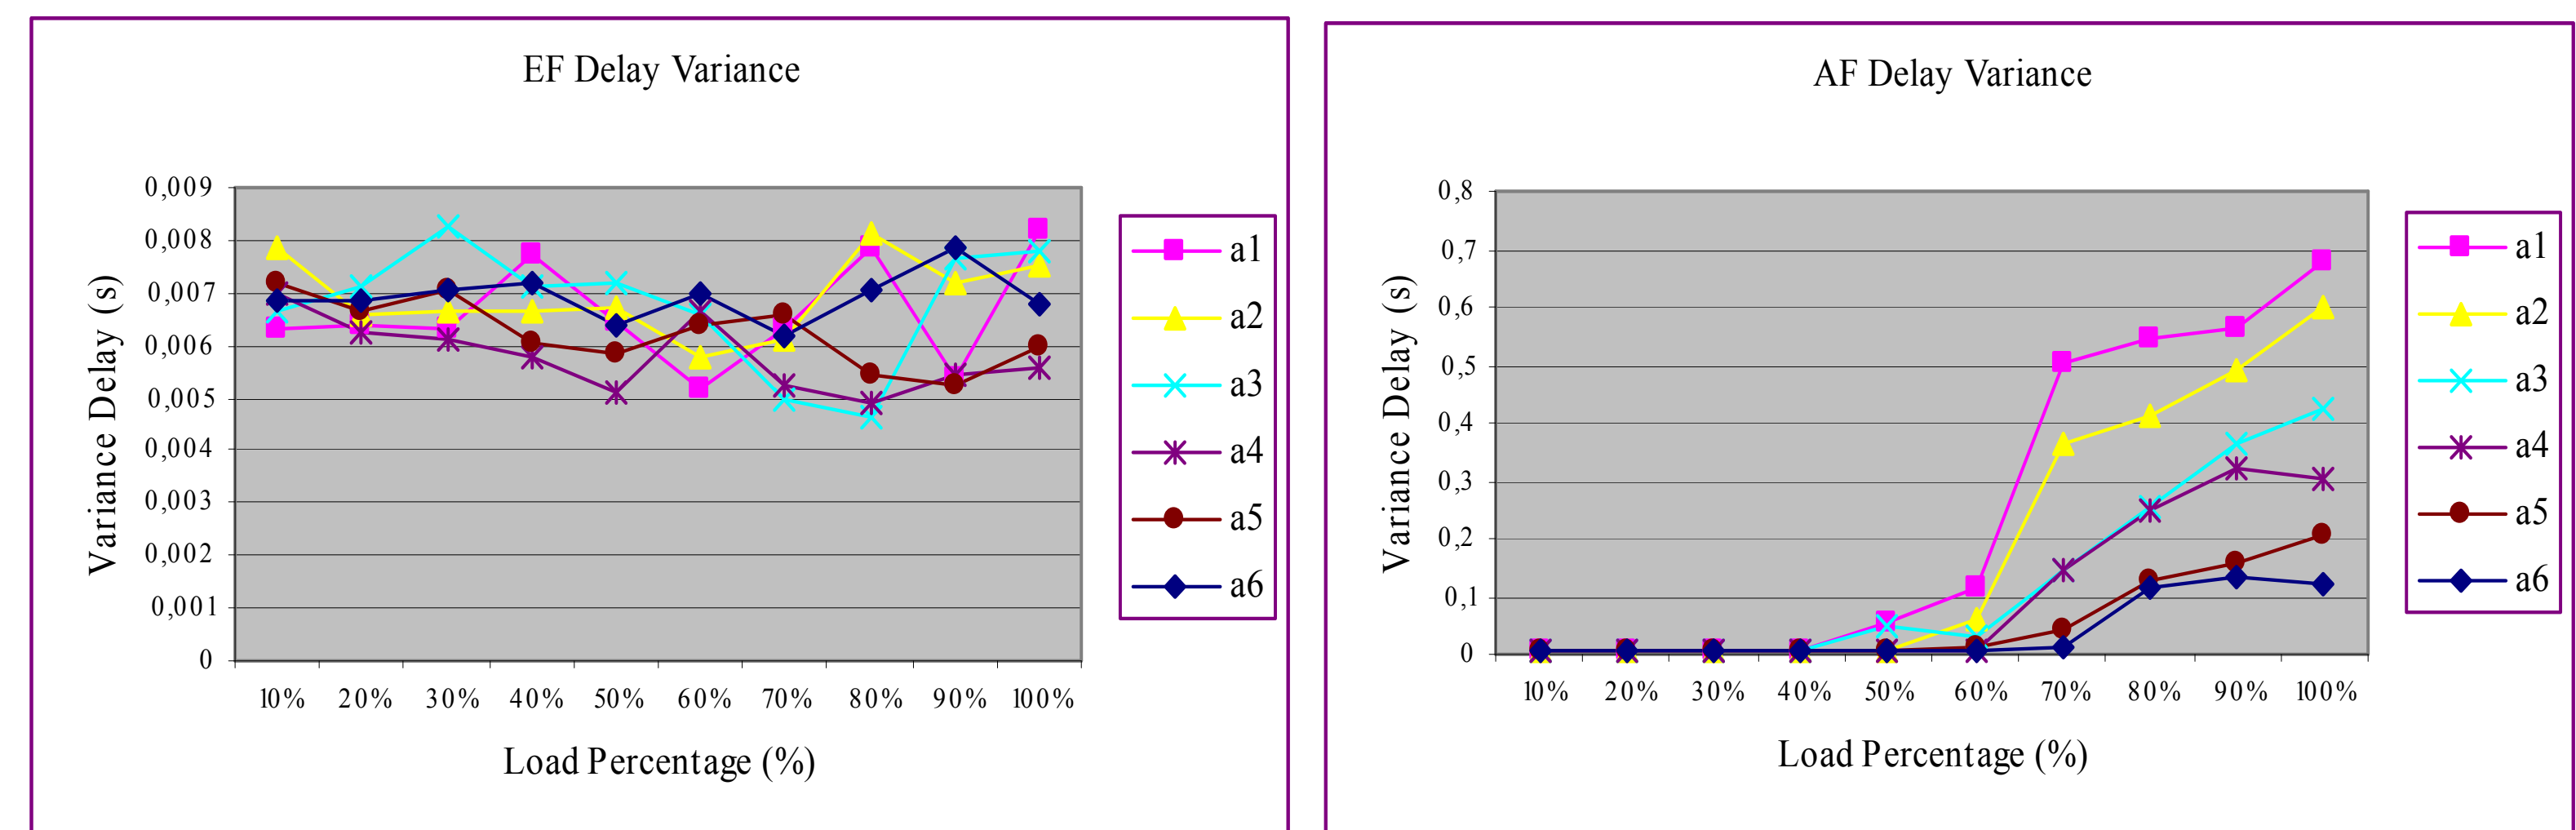 EF Delay Variance
Variance Delay (s)
0,009
0,008
0,007
0,006
0,005
0,004
0,003
0,002
0,001
0
10% 20% 30% 40% 50% 60% 70% 80% 90% 100%
Load Percentage (%)
a1
a2
a3
a4
a5
a6
AF Delay Variance
Variance Delay (s)
0,8
0,7
0,6
0,5
0,4
0,3
0,2
0,1
0
10% 20% 30% 40% 50% 60% 70% 80% 90% 100%
Load Percentage (%)
a1
a2
a3
a4
a5
a6